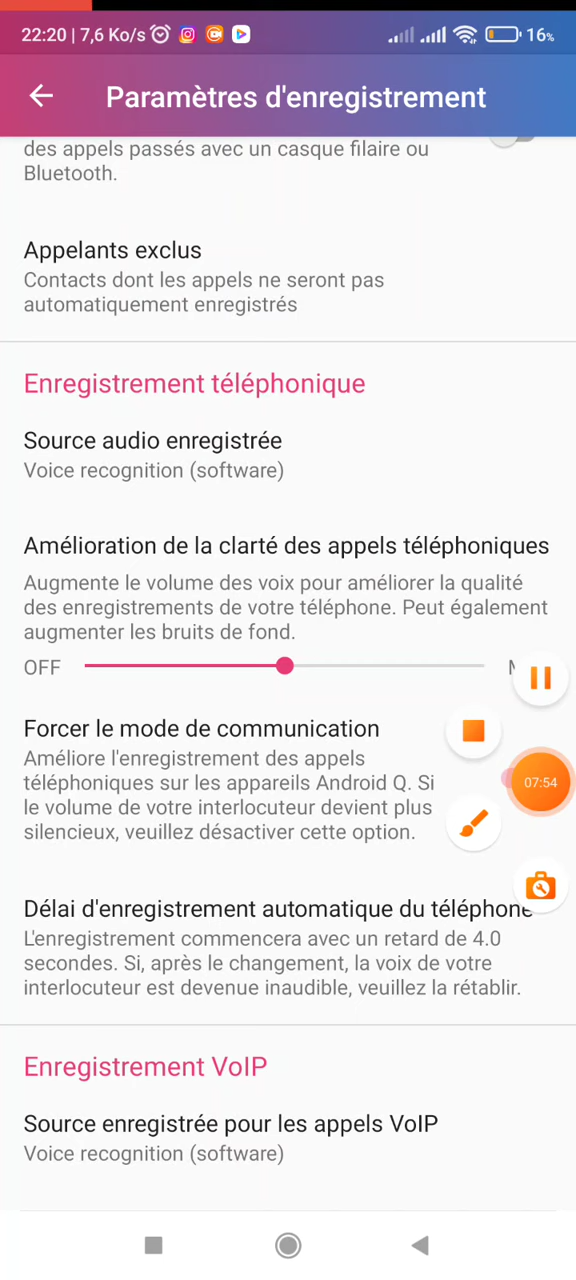 22:20 | 7,6 Ko/s 16%
Paramètres d'enregistrement
des appels passés avec un casque filaire ou
Bluetooth.
Appelants exclus
Contacts dont les appels ne seront pas
automatiquement enregistrés
Enregistrement téléphonique
Source audio enregistrée
Voice recognition (software)
Amélioration de la clarté des appels téléphoniques
Augmente le volume des voix pour améliorer la qualité
des enregistrements de votre téléphone. Peut également
augmenter les bruits de fond.
OFF
Forcer le mode de communication
Améliore l'enregistrement des appels
téléphoniques sur les appareils Android Q. Si
le volume de votre interlocuteur devient plus
silencieux, veuillez désactiver cette option.
07:54
Délai d'enregistrement automatique du téléphone
L'enregistrement commencera avec un retard de 4.0
secondes. Si, après le changement, la voix de votre
interlocuteur est devenue inaudible, veuillez la rétablir.
Enregistrement VoIP
Source enregistrée pour les appels VoIP
Voice recognition (software)